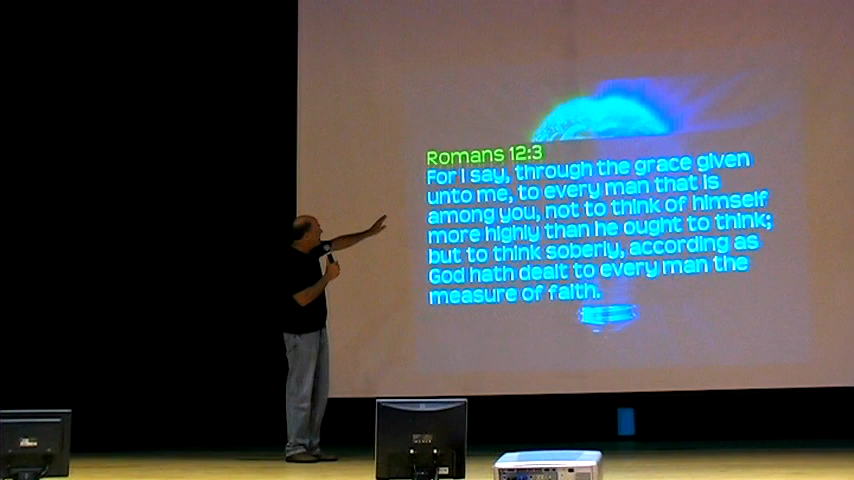 Romans 12:3
For I say, through the grace given
unto me, to every man that is
among you, not to think of himself
more highly than he ought to think;
but to think soberly, according as
God hath dealt to every man the
measure of faith.